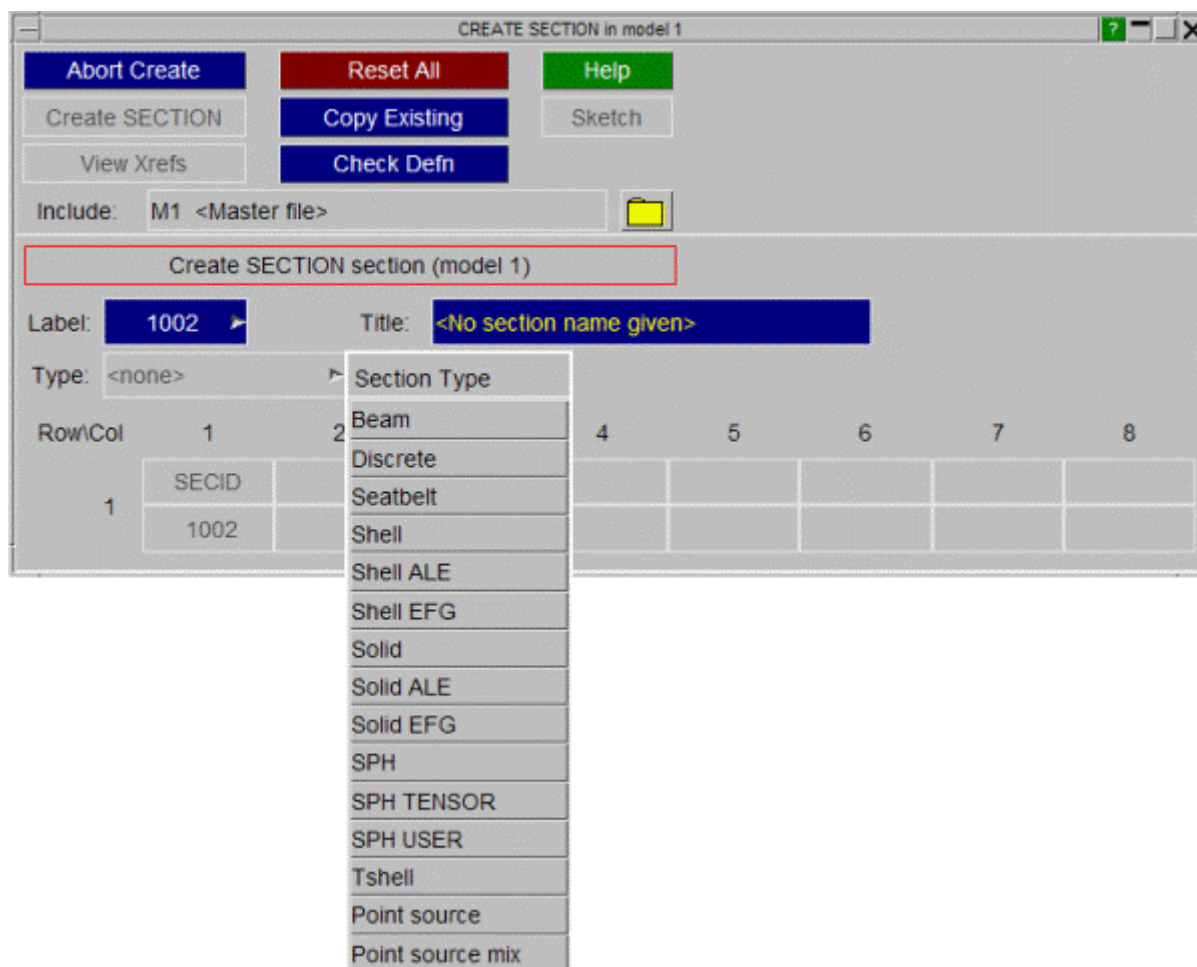 CREATE SECTION in model 1 ?
Abort Create Reset All Help
Create SECTION Copy Existing Sketch
View Xrefs Check Defn
Include: M1 <Master file>
Create SECTION section (model 1)
Label: 1002 Title: <No section name given>
Type: <none> Section Type
Row\Col 1 2 4 5 6 7 8
1
SECID
1002
Beam
Discrete
Seatbelt
Shell
Shell ALE
Shell EFG
Solid
Solid ALE
Solid EFG
SPH
SPH TENSOR
SPH USER
Tshell
Point source
Point source mix